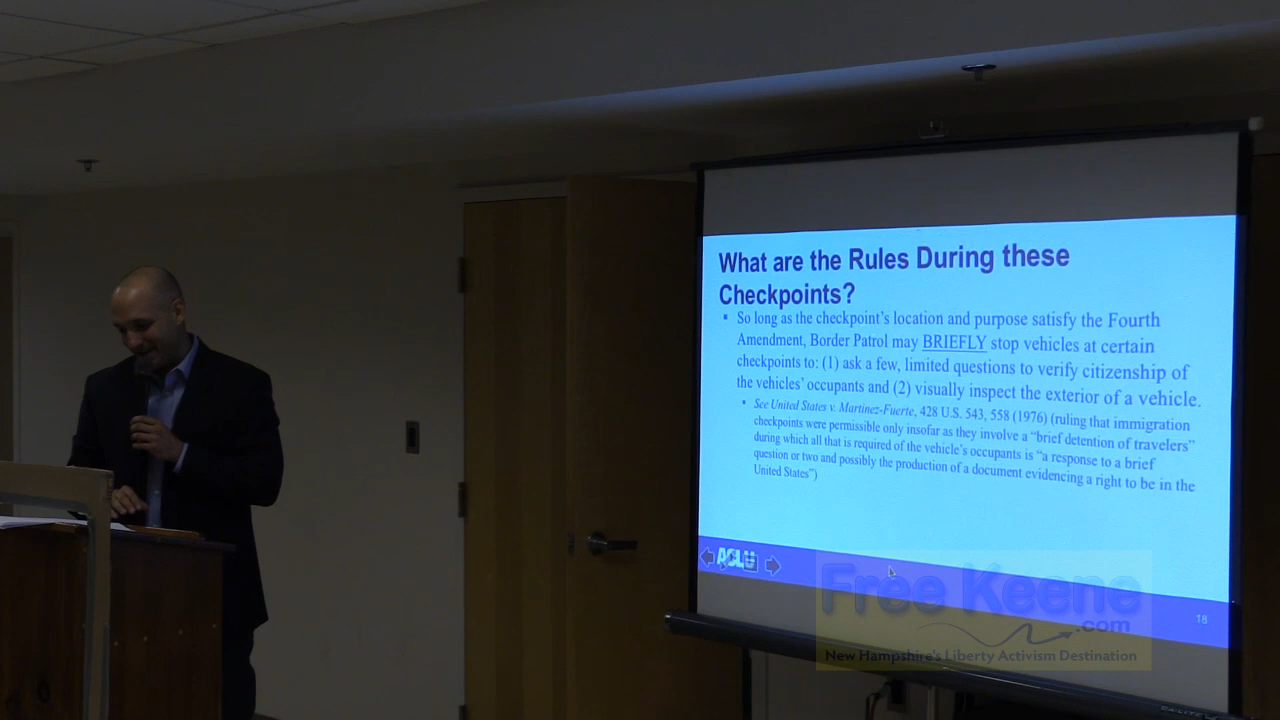 What are the Rules During these
Checkpoints?
▪ So long as the checkpoint's location and purpose satisfy the Fourth
Amendment, Border Patrol may BRIEFLY stop vehicles at certain
checkpoints to: (1) ask a few, limited questions to verify citizenship of
the vehicles' occupants and (2) visually inspect the exterior of a vehicle.
▪ See United States v. Martinez-Fuerte, 428 U.S. 543, 558 (1976) (ruling that immigration
checkpoints were permissible only insofar as they involve a “brief detention of travelers”
during which all that is required of the vehicle's occupants is “a response to a brief
question or two and possibly the production of a document evidencing a right to be in the
United States”)
ACLU
18
Free Keene
.com
New Hampshire's Liberty Activism Destination